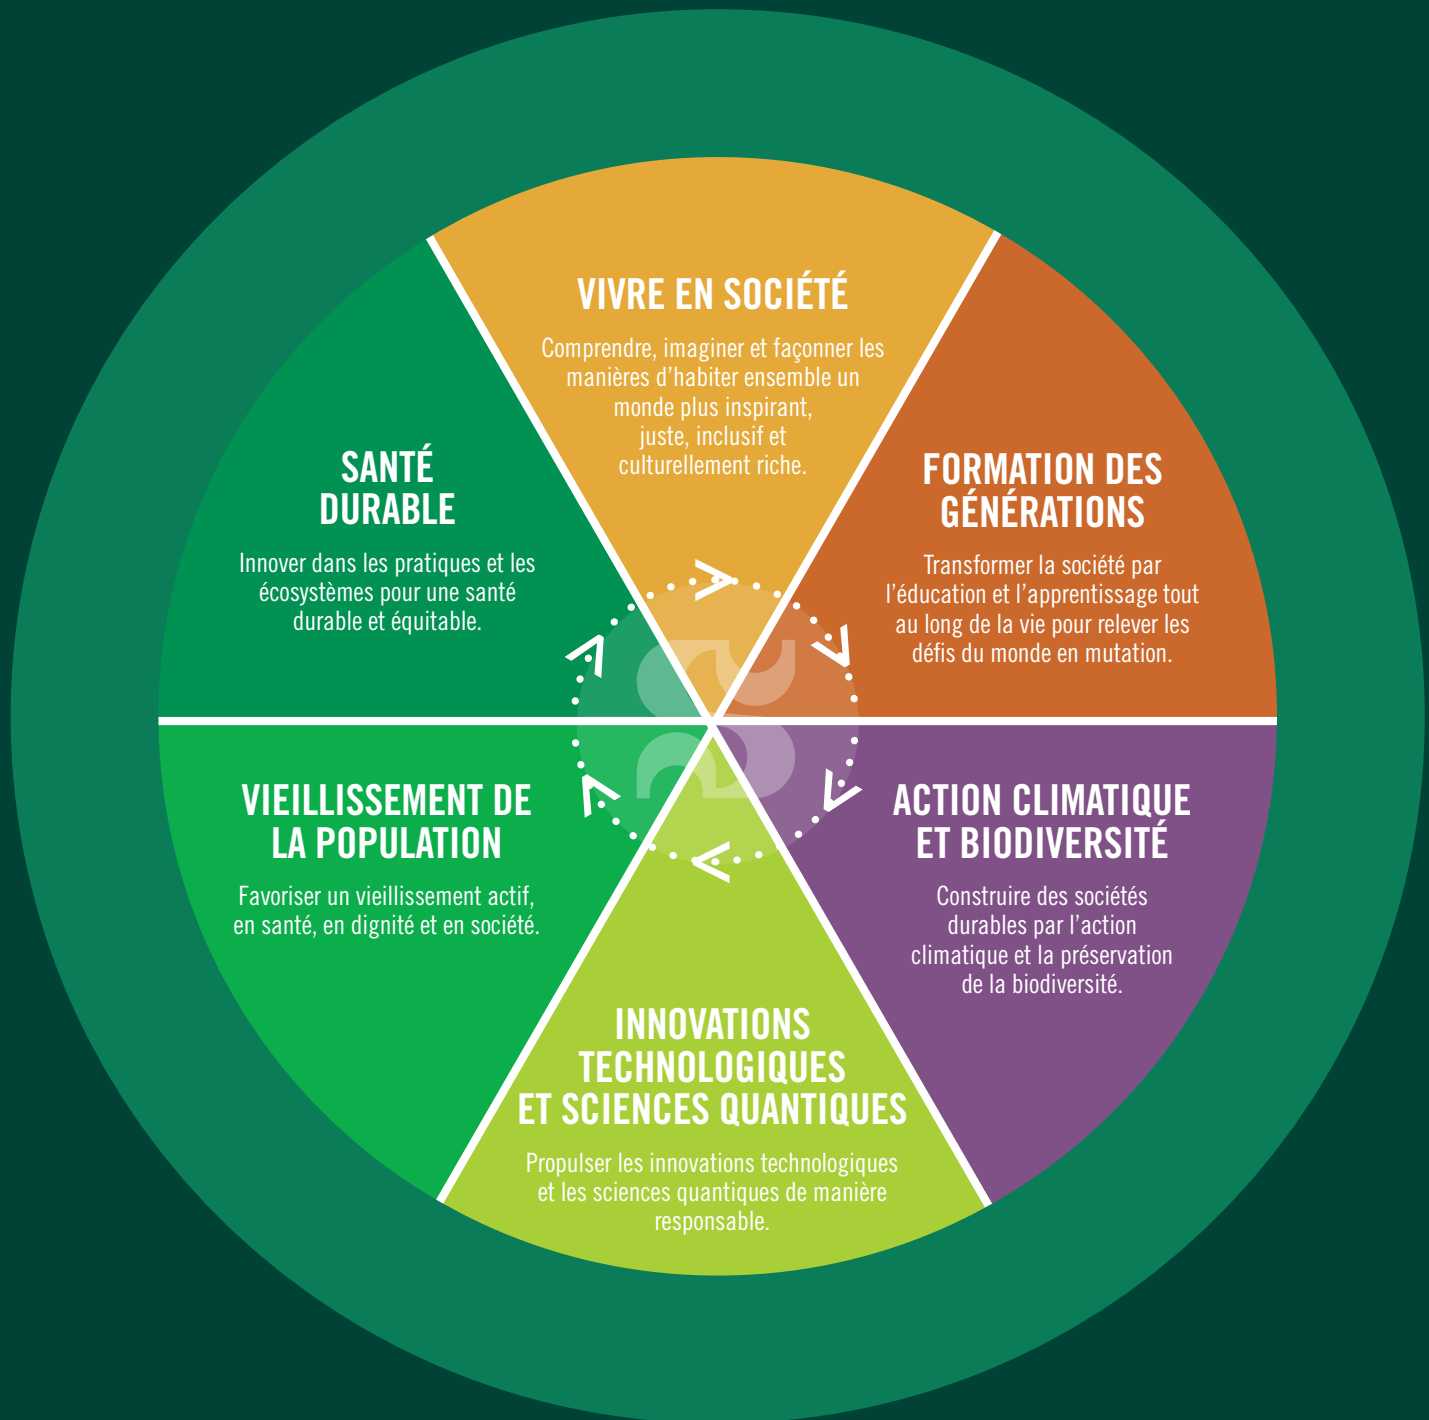 VIVRE EN SOCIÉTÉ
Comprendre, imaginer et façonner les
manières d’habiter ensemble un
monde plus inspirant,
juste, inclusif et
culturellement riche.
FORMATION DES
GÉNÉRATIONS
Transformer la société par
l’éducation et l’apprentissage tout
au long de la vie pour relever les
défis du monde en mutation.
ACTION CLIMATIQUE
ET BIODIVERSITÉ
Construire des sociétés
durables par l’action
climatique et la préservation
de la biodiversité.
INNOVATIONS
TECHNOLOGIQUES
ET SCIENCES QUANTIQUES
Propulser les innovations technologiques
et les sciences quantiques de manière
responsable.
VIEILLISSEMENT DE
LA POPULATION
Favoriser un vieillissement actif,
en santé, en dignité et en société.
SANTÉ
DURABLE
Innover dans les pratiques et les
écosystèmes pour une santé
durable et équitable.